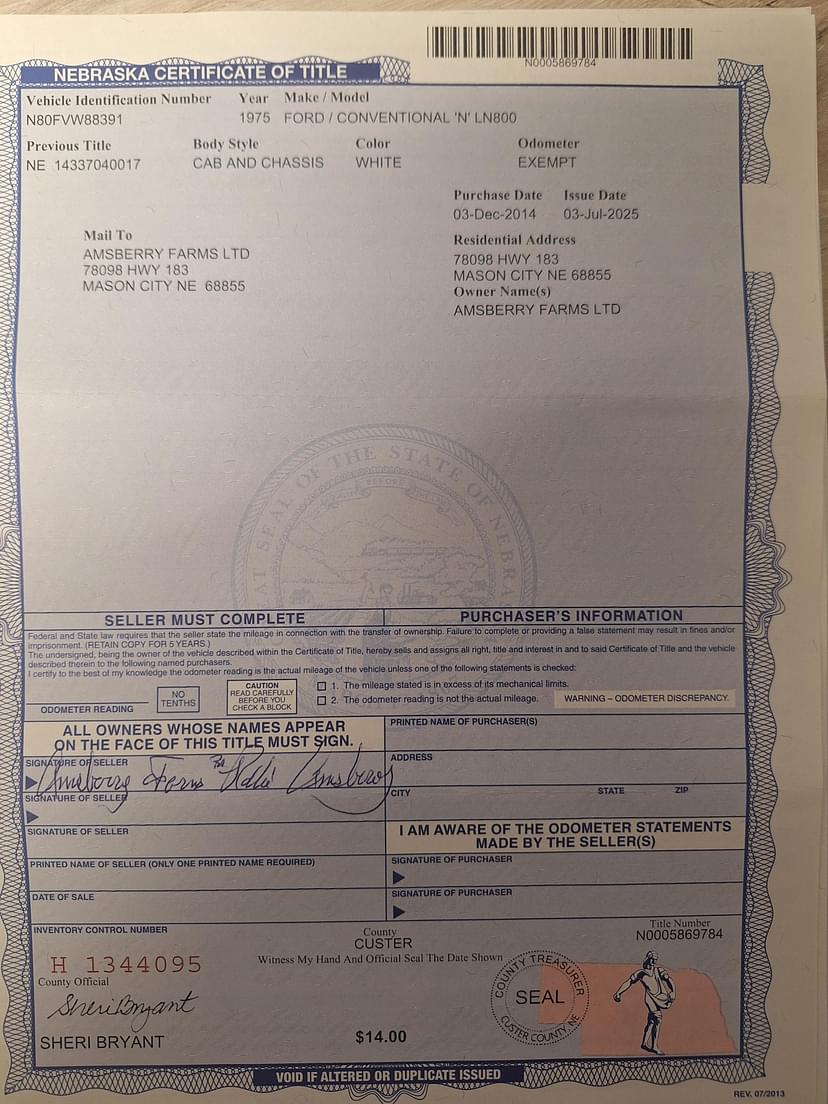 N0005869784
NEBRASKA CERTIFICATE OF TITLE
Vehicle Identification Number Year Make / Model
N80FVW88391 1975 FORD / CONVENTIONAL 'N' LN800
Previous Title Body Style Color Odometer
NE 14337040017 CAB AND CHASSIS WHITE EXEMPT
Purchase Date Issue Date
03-Dec-2014 03-Jul-2025
Mail To
AMSBERRY FARMS LTD
78098 HWY 183
MASON CITY NE 68855
Residential Address
78098 HWY 183
MASON CITY NE 68855
Owner Name(s)
AMSBERRY FARMS LTD
SEAL OF THE STATE OF NEBRA
SELLER MUST COMPLETE
PURCHASER'S INFORMATION
Federal and State law requires that the seller state the mileage in connection with the transfer of ownership. Failure to complete or providing a false statement may result in fines and/or
imprisonment. (RETAIN COPY FOR 5 YEARS.)
The undersigned, being the owner of the vehicle described within the Certificate of Title, hereby sells and assigns all right, title and interest in and to said Certificate of Title and the vehicle
described therein to the following named purchasers.
I certify to the best of my knowledge the odometer reading is the actual mileage of the vehicle unless one of the following statements is checked:
ODOMETER READING
NO
TENTHS
CAUTION
READ CAREFULLY
BEFORE YOU
CHECK A BLOCK
1. The mileage stated is in excess of its mechanical limits.
2. The odometer reading is not the actual mileage.
WARNING – ODOMETER DISCREPANCY.
ALL OWNERS WHOSE NAMES APPEAR
ON THE FACE OF THIS TITLE MUST SIGN.
SIGNATURE OF SELLER
Amsberry Farms
SIGNATURE OF SELLER
SIGNATURE OF SELLER
PRINTED NAME OF SELLER (ONLY ONE PRINTED NAME REQUIRED)
DATE OF SALE
PRINTED NAME OF PURCHASER(S)
ADDRESS
CITY STATE ZIP
I AM AWARE OF THE ODOMETER STATEMENTS
MADE BY THE SELLER(S)
SIGNATURE OF PURCHASER
SIGNATURE OF PURCHASER
INVENTORY CONTROL NUMBER
H 1344095
County Official
Sheri Bryant
SHERI BRYANT
County
CUSTER
Witness My Hand And Official Seal The Date Shown
$14.00
Title Number
N0005869784
COUNTY TREASURER
SEAL
CUSTER COUNTY, NE
VOID IF ALTERED OR DUPLICATE ISSUED
REV. 07/2013